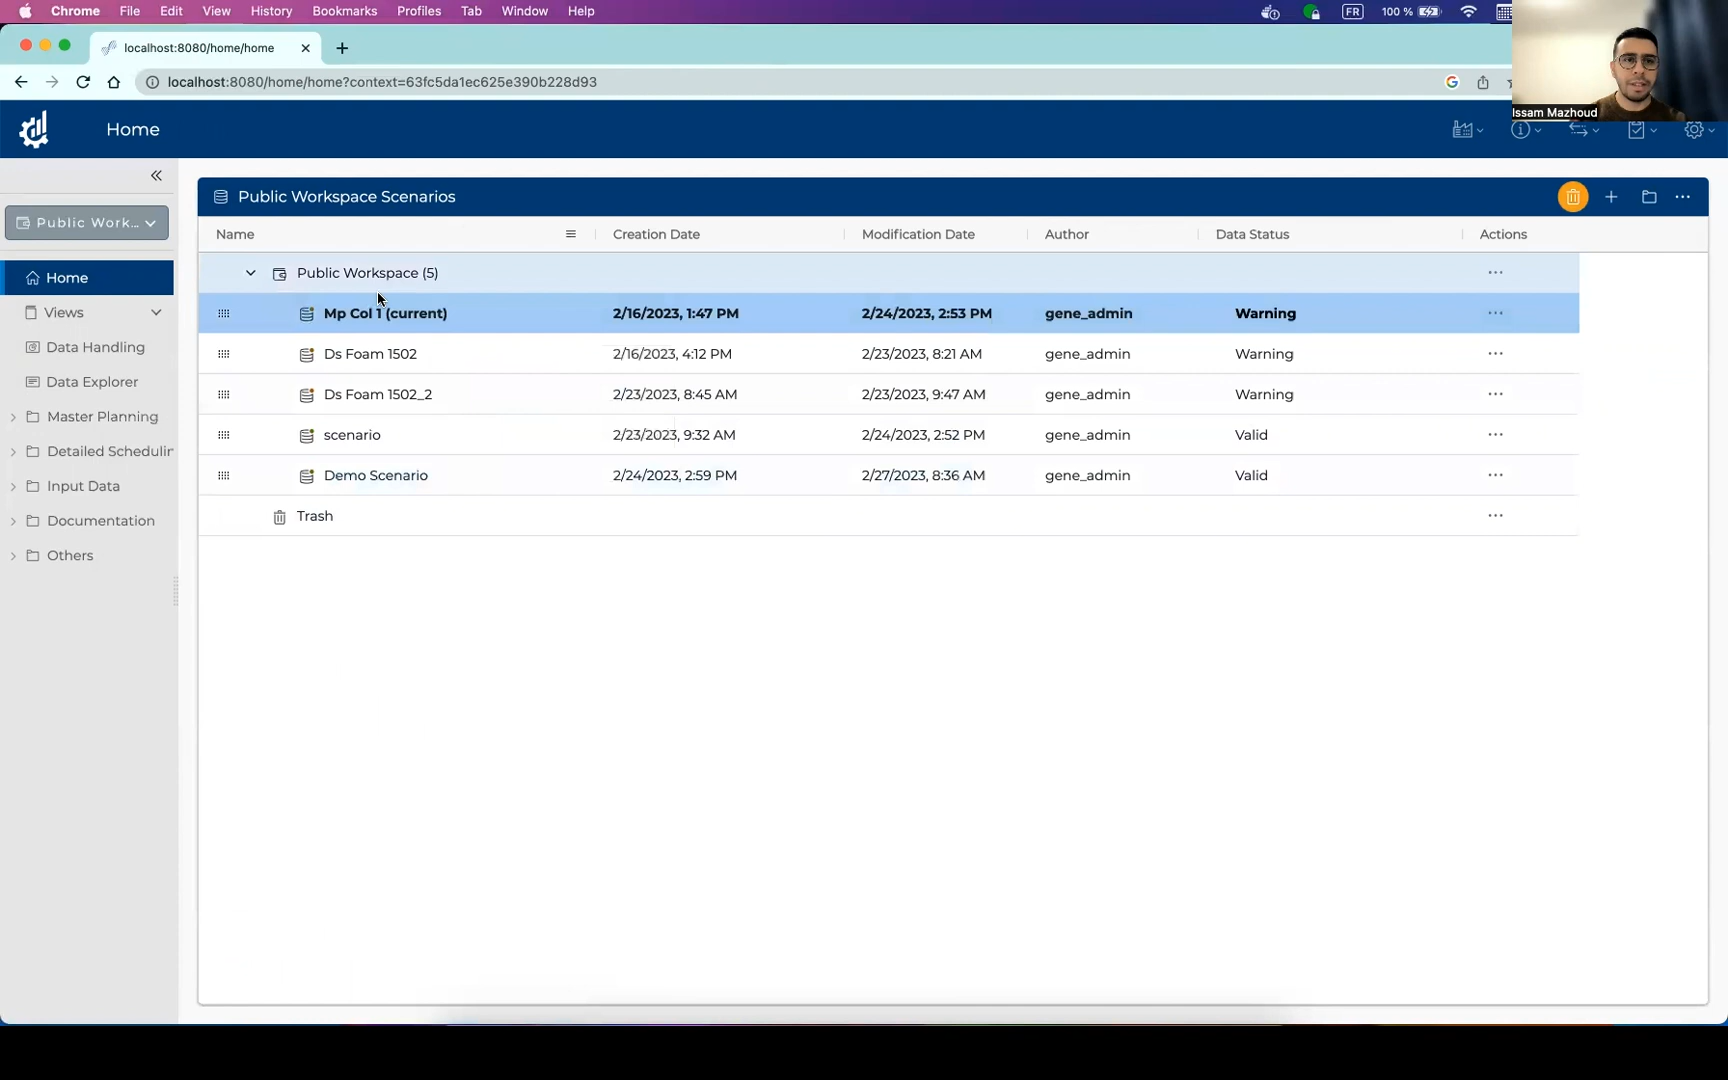 Chrome File Edit View History Bookmarks Profiles Tab Window Help FR 100 %
localhost:8080/home/home
localhost:8080/home/home?context=63fc5da1ec625e390b228d93
Issam Mazhoud
Home
Public Work...
Home
Views
Data Handling
Data Explorer
Master Planning
Detailed Schedulin
Input Data
Documentation
Others
Public Workspace Scenarios
Name Creation Date Modification Date Author Data Status Actions
Public Workspace (5)
Mp Col 1 (current) 2/16/2023, 1:47 PM 2/24/2023, 2:53 PM gene_admin Warning
Ds Foam 1502 2/16/2023, 4:12 PM 2/23/2023, 8:21 AM gene_admin Warning
Ds Foam 1502_2 2/23/2023, 8:45 AM 2/23/2023, 9:47 AM gene_admin Warning
scenario 2/23/2023, 9:32 AM 2/24/2023, 2:52 PM gene_admin Valid
Demo Scenario 2/24/2023, 2:59 PM 2/27/2023, 8:36 AM gene_admin Valid
Trash